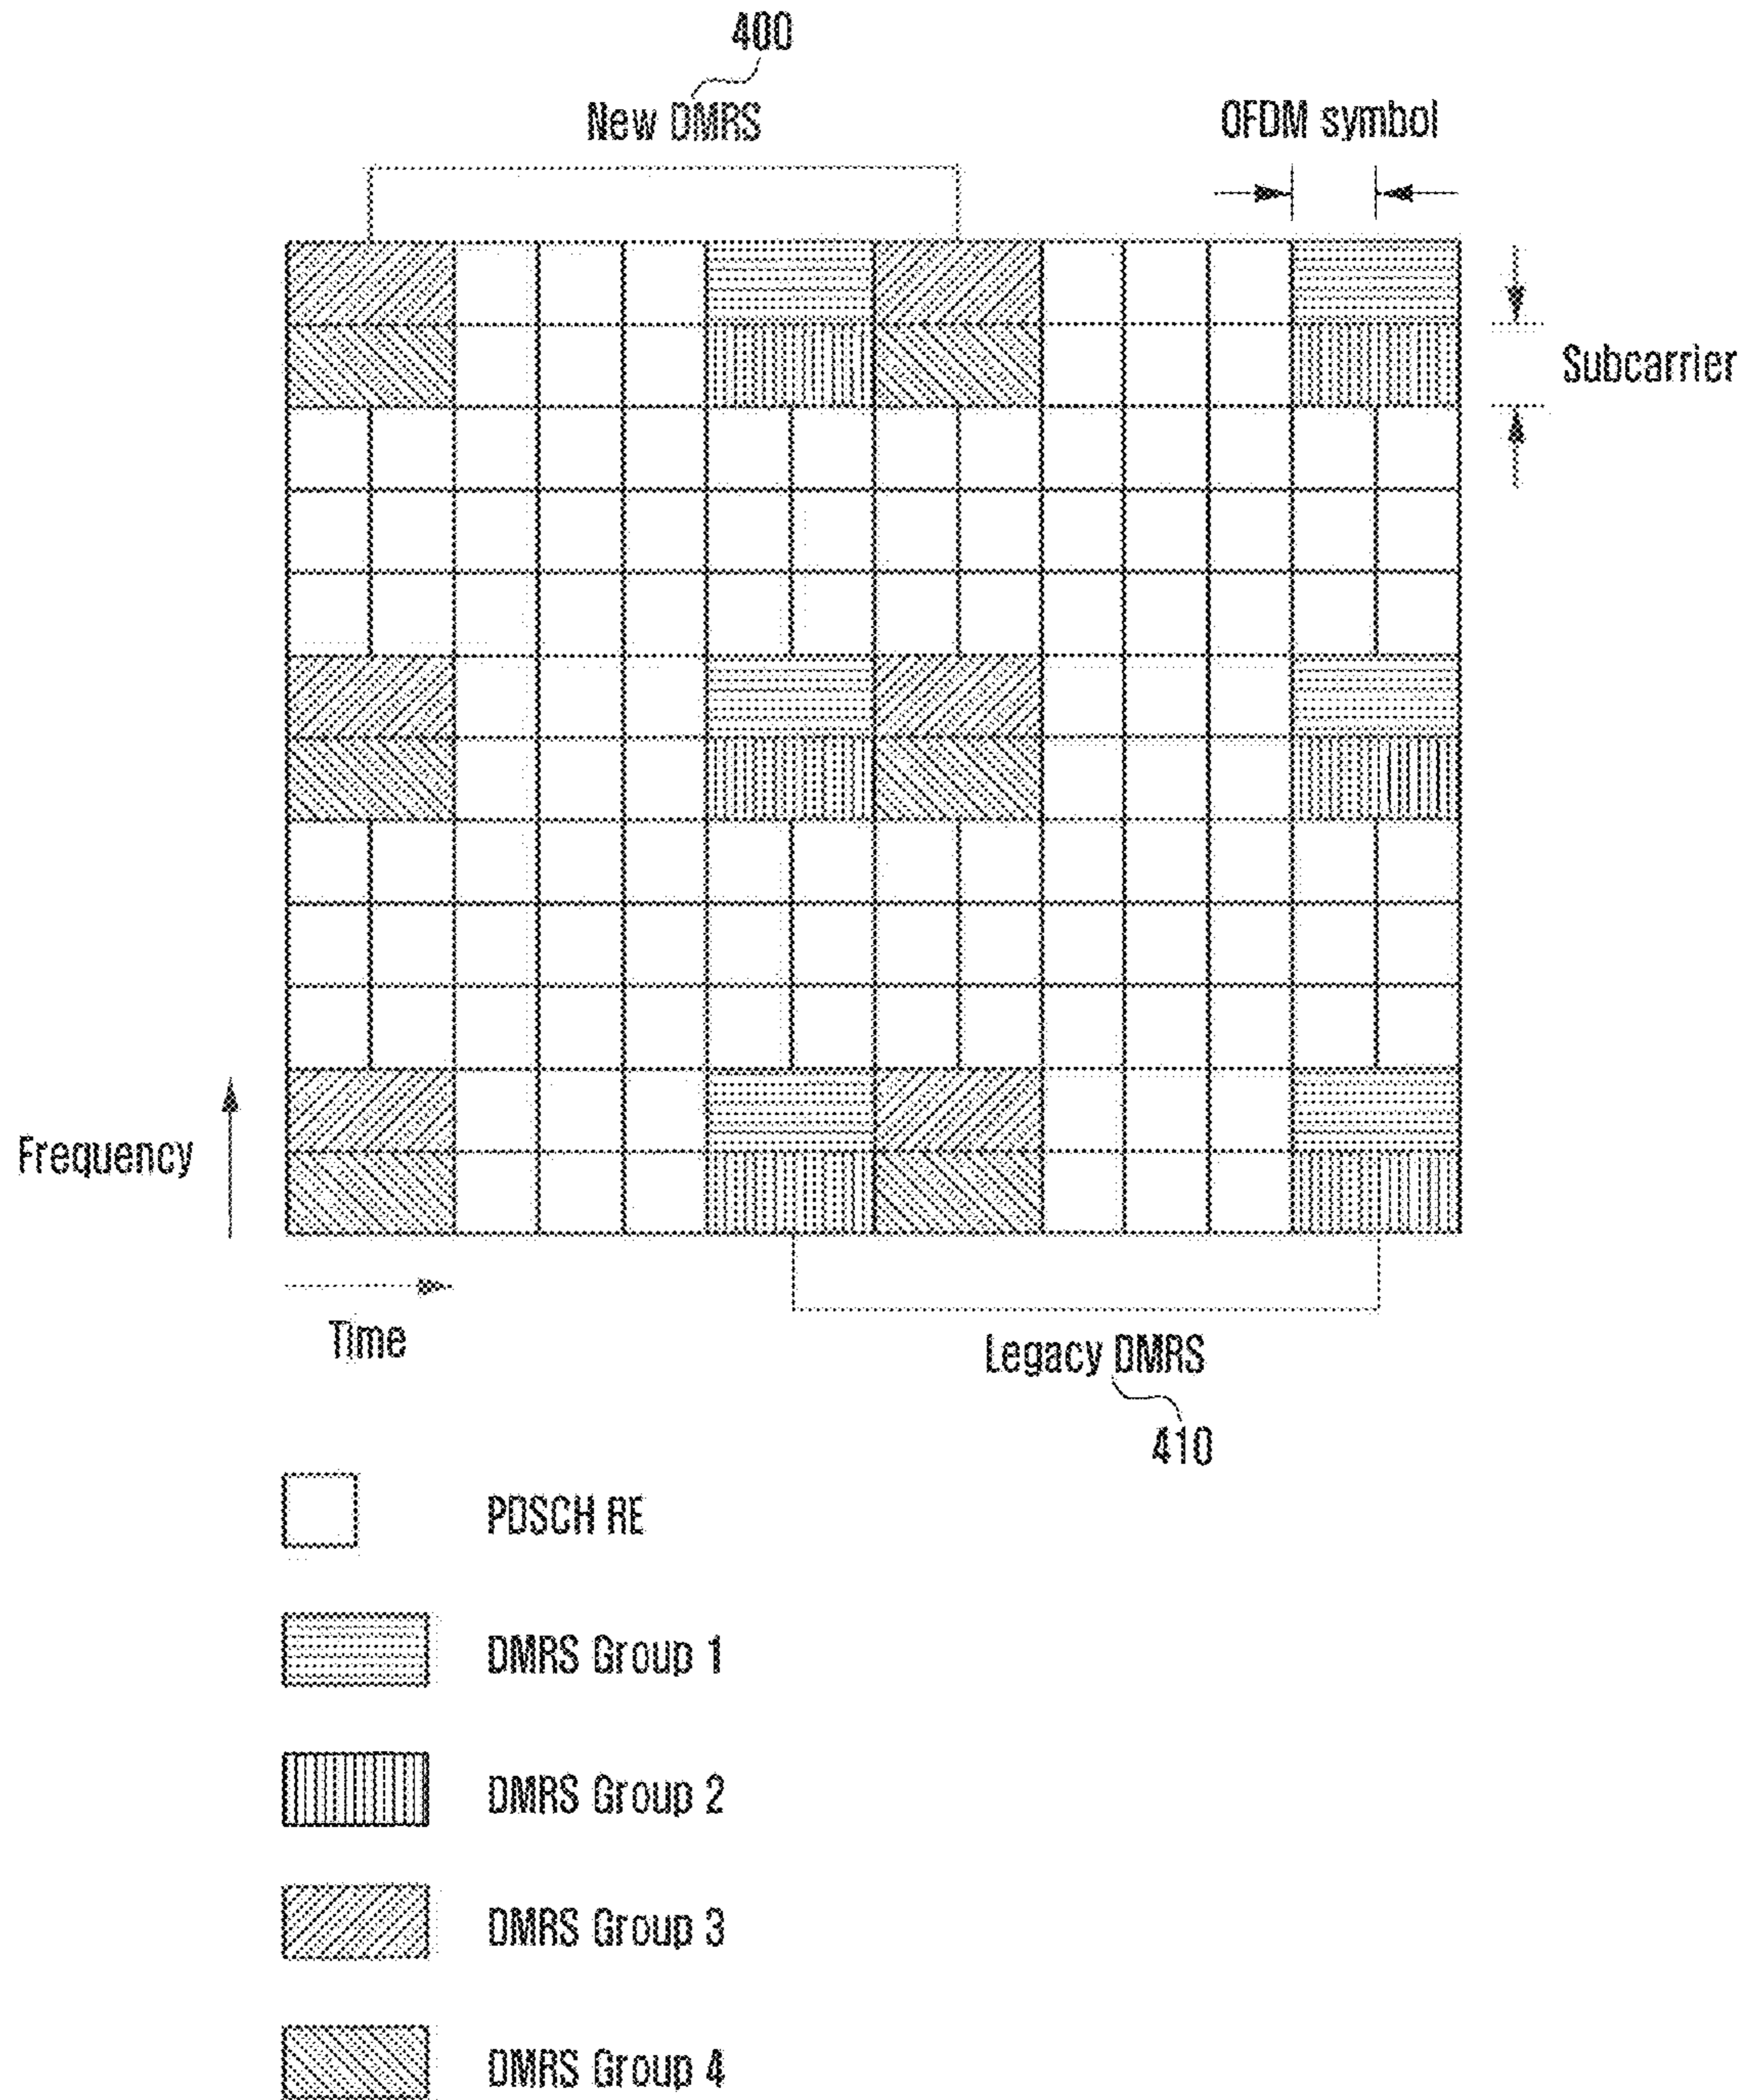 400
New DMRS
OFDM symbol
Subcarrier
Frequency
Time
Legacy DMRS
410
PDSCH RE
DMRS Group 1
DMRS Group 2
DMRS Group 3
DMRS Group 4